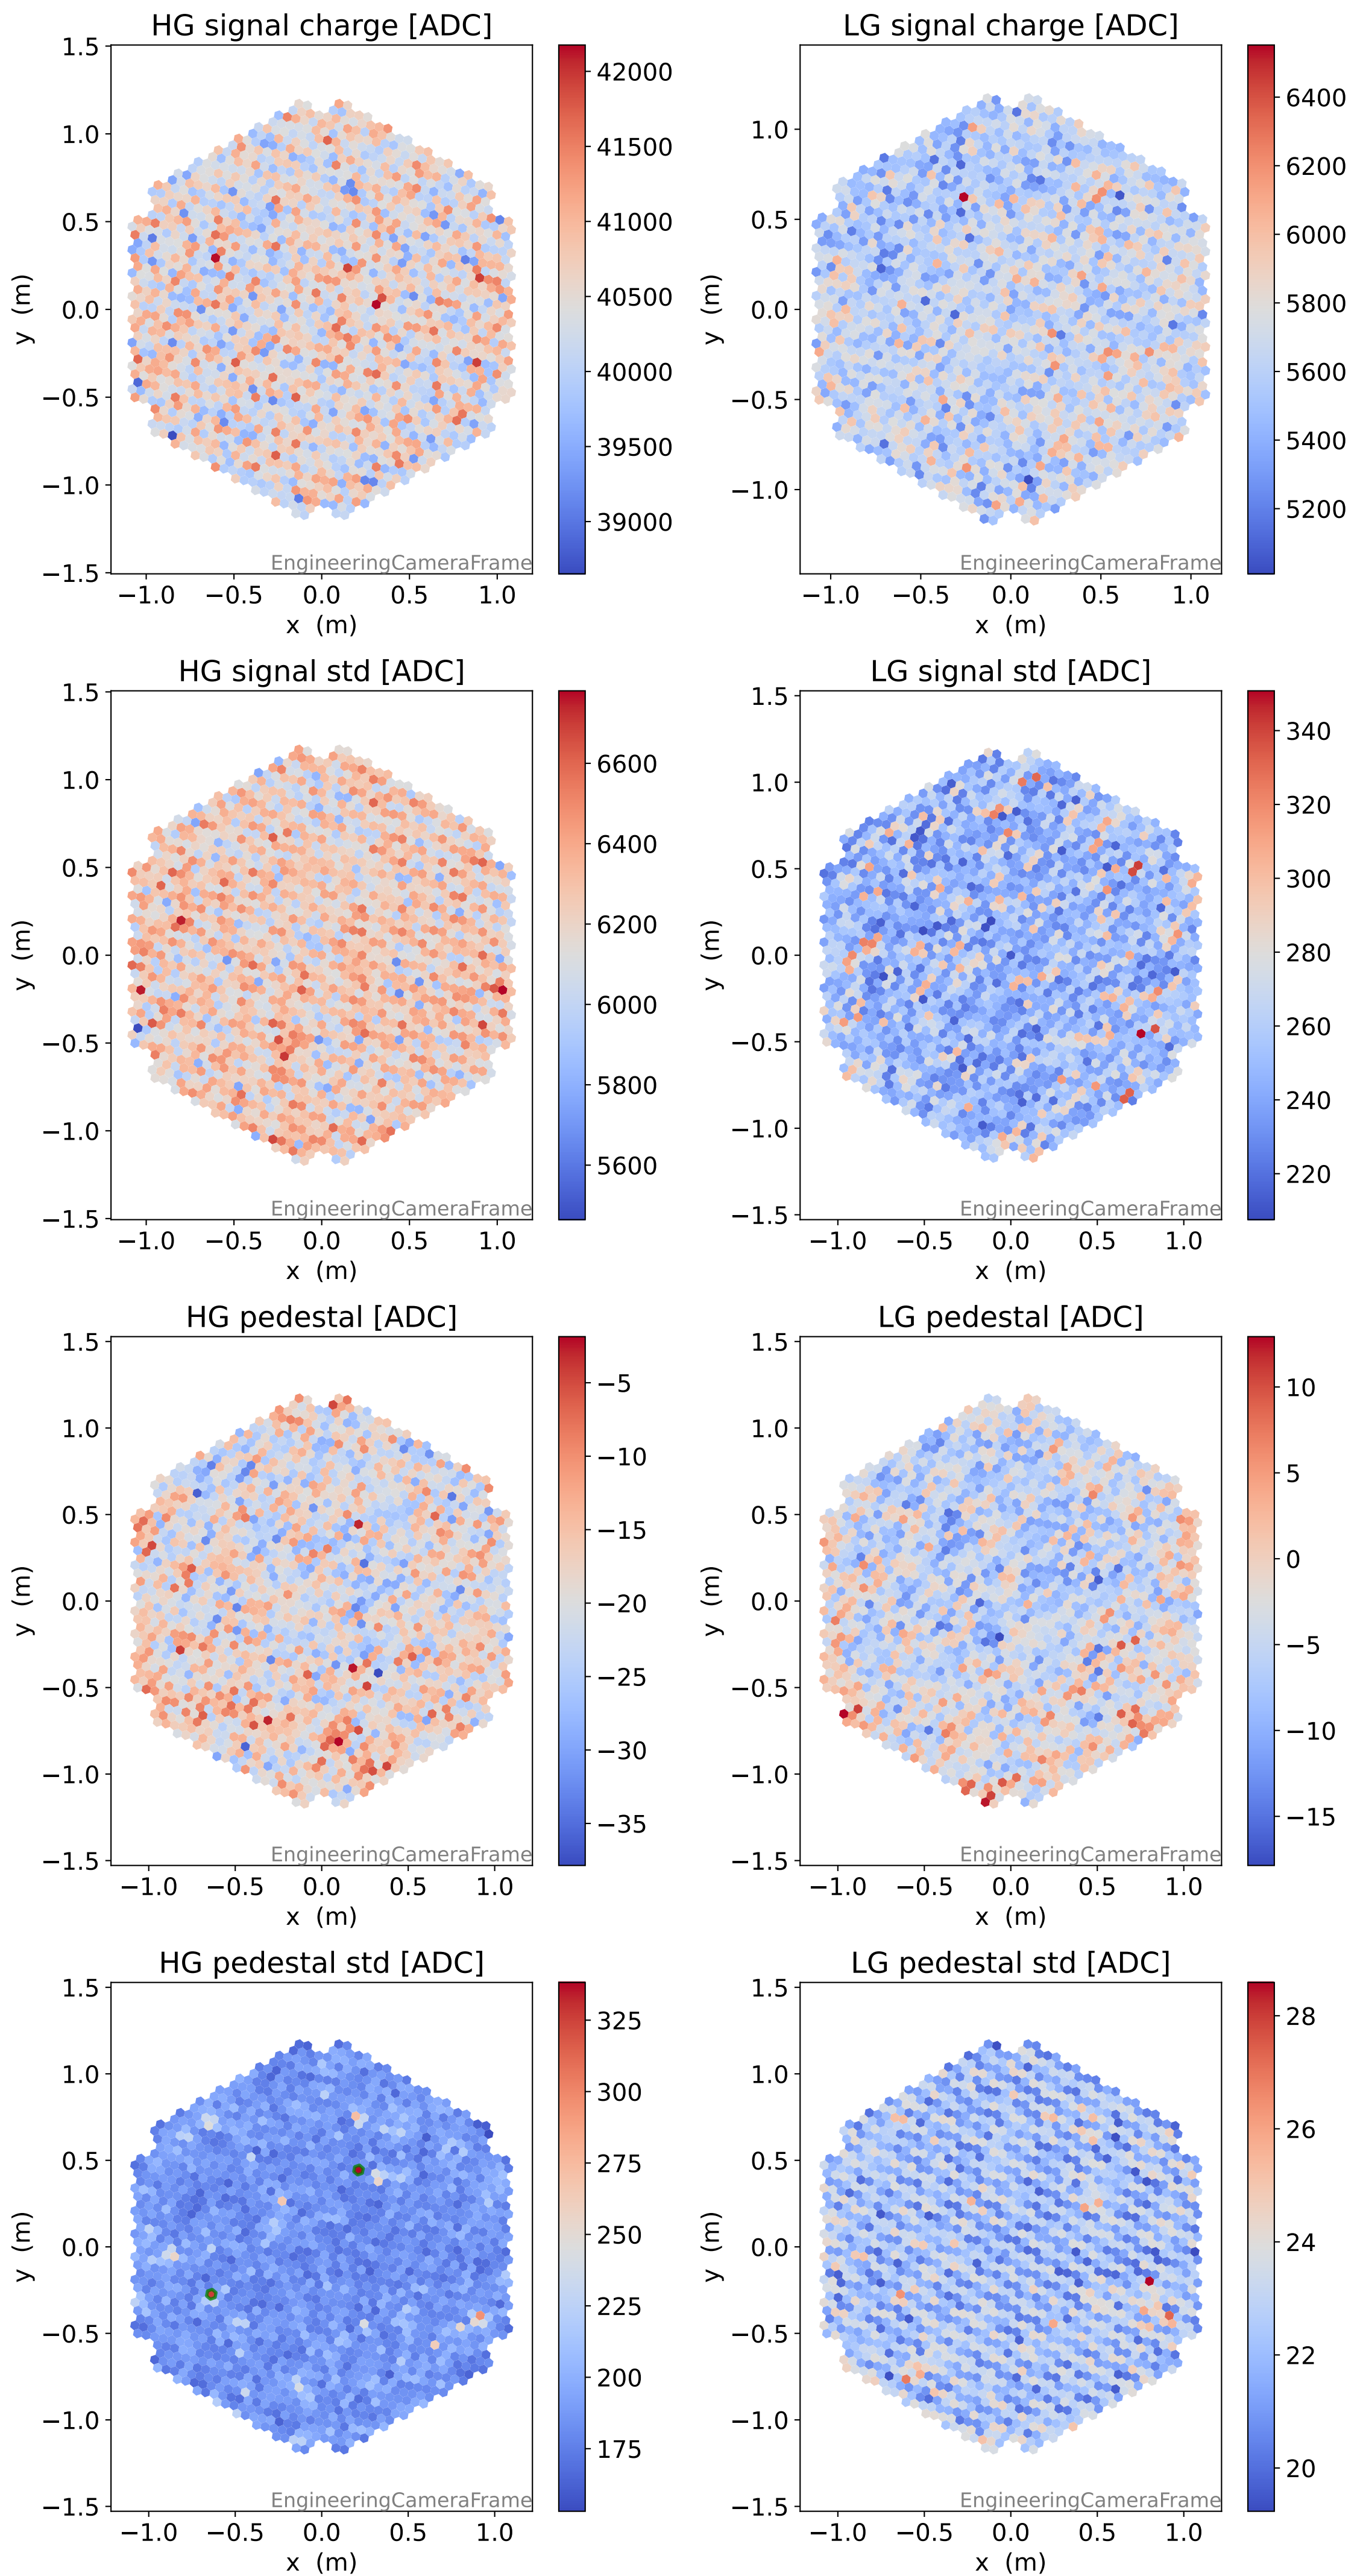 HG signal charge [ADC]
1.5
1.0
0.5
0.0
−0.5
−1.0
−1.5
y (m)
−1.0 −0.5 0.0 0.5 1.0
x (m)
EngineeringCameraFrame
42000
41500
41000
40500
40000
39500
39000
LG signal charge [ADC]
1.0
0.5
0.0
−0.5
−1.0
y (m)
−1.0 −0.5 0.0 0.5 1.0
x (m)
EngineeringCameraFrame
6400
6200
6000
5800
5600
5400
5200
HG signal std [ADC]
1.5
1.0
0.5
0.0
−0.5
−1.0
−1.5
y (m)
−1.0 −0.5 0.0 0.5 1.0
x (m)
EngineeringCameraFrame
6600
6400
6200
6000
5800
5600
LG signal std [ADC]
1.5
1.0
0.5
0.0
−0.5
−1.0
−1.5
y (m)
−1.0 −0.5 0.0 0.5 1.0
x (m)
EngineeringCameraFrame
340
320
300
280
260
240
220
HG pedestal [ADC]
1.5
1.0
0.5
0.0
−0.5
−1.0
−1.5
y (m)
−1.0 −0.5 0.0 0.5 1.0
x (m)
EngineeringCameraFrame
−5
−10
−15
−20
−25
−30
−35
LG pedestal [ADC]
1.5
1.0
0.5
0.0
−0.5
−1.0
−1.5
y (m)
−1.0 −0.5 0.0 0.5 1.0
x (m)
EngineeringCameraFrame
10
5
0
−5
−10
−15
HG pedestal std [ADC]
1.5
1.0
0.5
0.0
−0.5
−1.0
−1.5
y (m)
−1.0 −0.5 0.0 0.5 1.0
x (m)
EngineeringCameraFrame
325
300
275
250
225
200
175
LG pedestal std [ADC]
1.5
1.0
0.5
0.0
−0.5
−1.0
−1.5
y (m)
−1.0 −0.5 0.0 0.5 1.0
x (m)
EngineeringCameraFrame
28
26
24
22
20